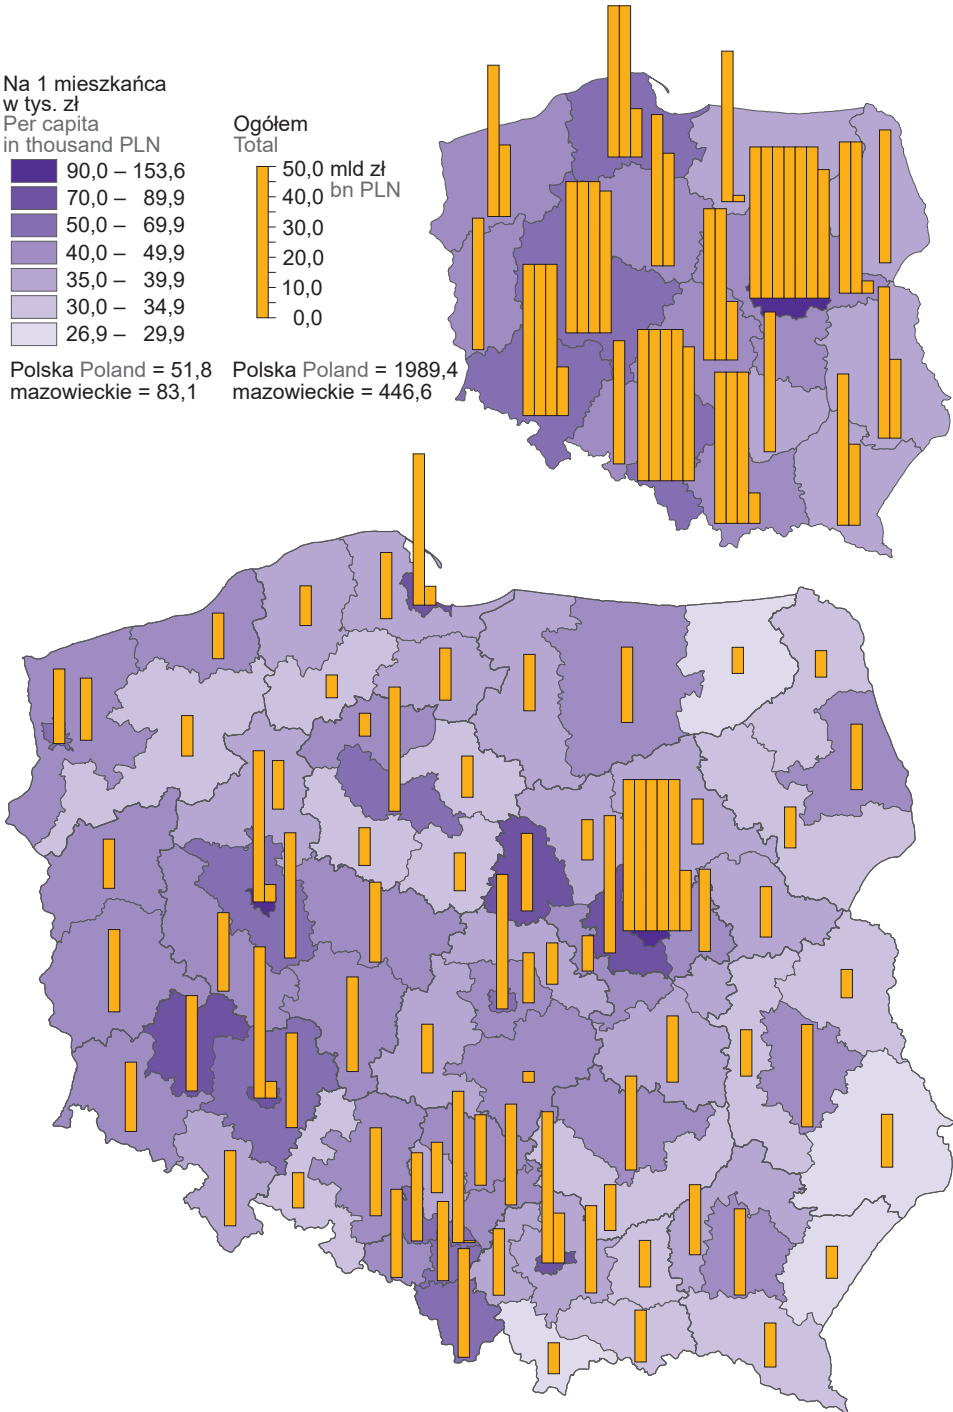 Na 1 mieszkańca
w tys. zł
Per capita
in thousand PLN
90,0 – 153,6
70,0 – 89,9
50,0 – 69,9
40,0 – 49,9
35,0 – 39,9
30,0 – 34,9
26,9 – 29,9
Polska Poland = 51,8
mazowieckie = 83,1
Ogółem
Total
50,0 mld zł
bn PLN
40,0
30,0
20,0
10,0
0,0
Polska Poland = 1989,4
mazowieckie = 446,6